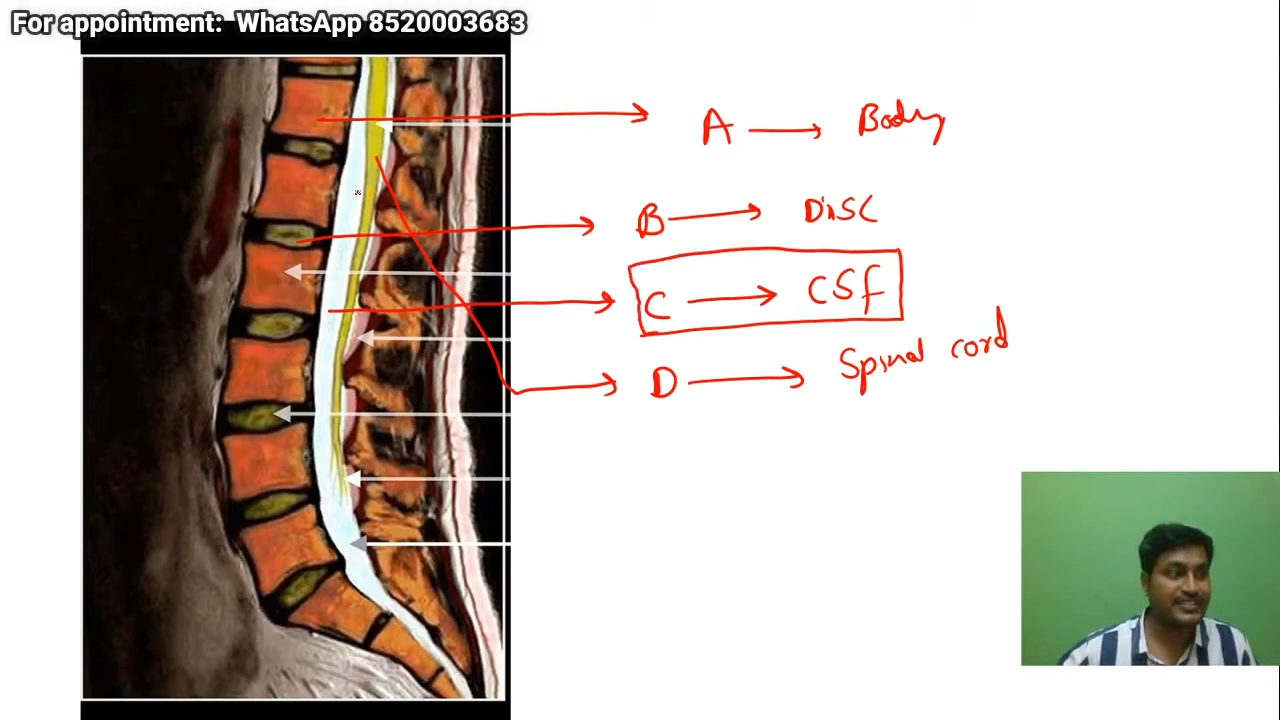 For appointment: WhatsApp 8520003683
A → Body
B → DiSC
C → CSF
D → Spinal cord